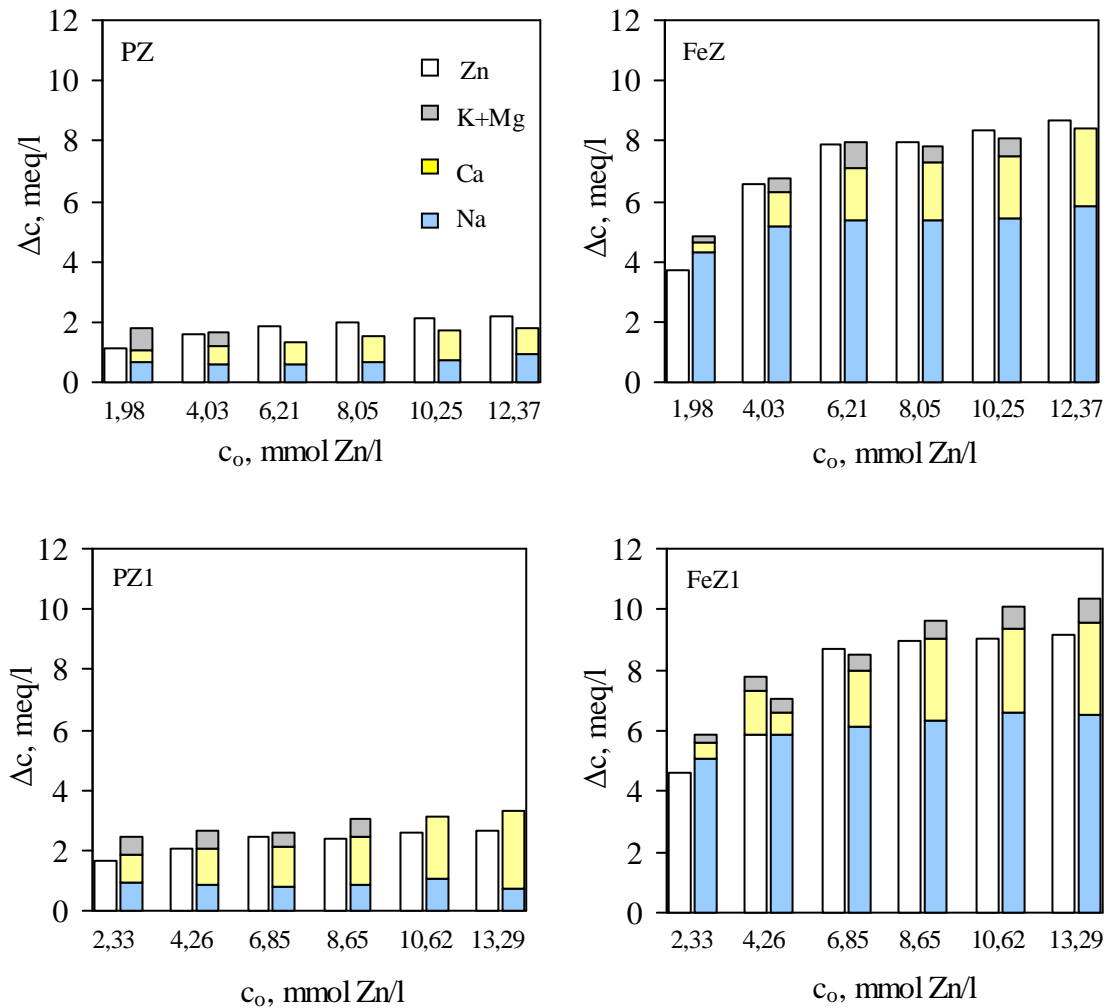 PZ
Zn
K+Mg
Ca
Na
12
10
8
6
4
2
0
Δc, meq/l
1,98 4,03 6,21 8,05 10,25 12,37
co, mmol Zn/l
FeZ
12
10
8
6
4
2
0
Δc, meq/l
1,98 4,03 6,21 8,05 10,25 12,37
co, mmol Zn/l
PZ1
12
10
8
6
4
2
0
Δc, meq/l
2,33 4,26 6,85 8,65 10,62 13,29
co, mmol Zn/l
FeZ1
12
10
8
6
4
2
0
Δc, meq/l
2,33 4,26 6,85 8,65 10,62 13,29
co, mmol Zn/l